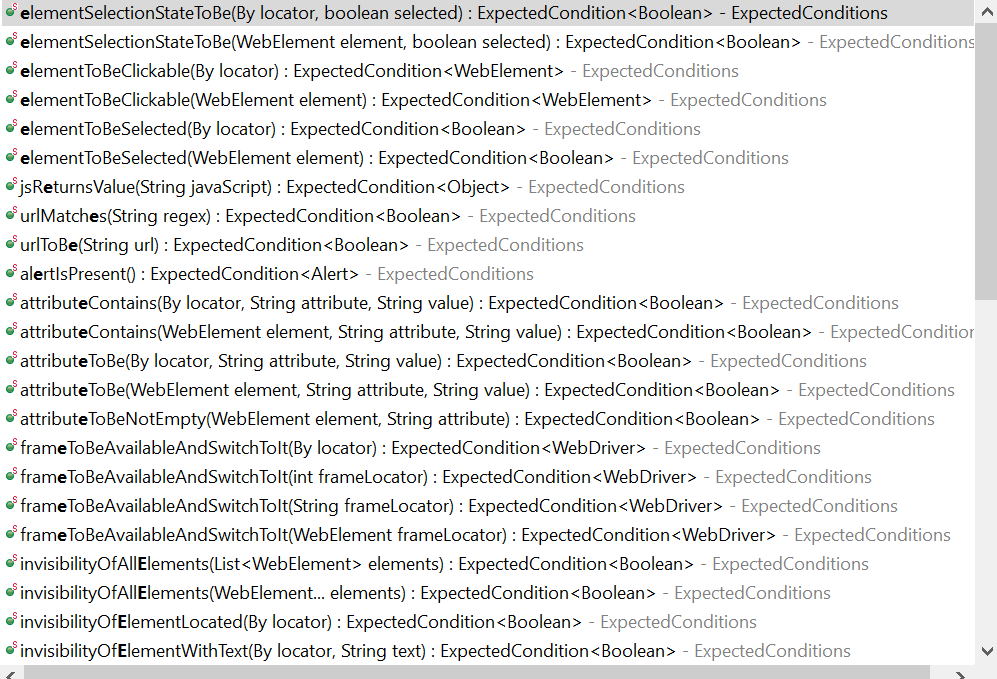 elementSelectionStateToBe(By locator, boolean selected) : ExpectedCondition<Boolean> - ExpectedConditions
elementSelectionStateToBe(WebElement element, boolean selected) : ExpectedCondition<Boolean> - ExpectedConditions
elementToBeClickable(By locator) : ExpectedCondition<WebElement> - ExpectedConditions
elementToBeClickable(WebElement element) : ExpectedCondition<WebElement> - ExpectedConditions
elementToBeSelected(By locator) : ExpectedCondition<Boolean> - ExpectedConditions
elementToBeSelected(WebElement element) : ExpectedCondition<Boolean> - ExpectedConditions
jsReturnsValue(String javaScript) : ExpectedCondition<Object> - ExpectedConditions
urlMatches(String regex) : ExpectedCondition<Boolean> - ExpectedConditions
urlToBe(String url) : ExpectedCondition<Boolean> - ExpectedConditions
alertIsPresent() : ExpectedCondition<Alert> - ExpectedConditions
attributeContains(By locator, String attribute, String value) : ExpectedCondition<Boolean> - ExpectedConditions
attributeContains(WebElement element, String attribute, String value) : ExpectedCondition<Boolean> - ExpectedCondition
attributeToBe(By locator, String attribute, String value) : ExpectedCondition<Boolean> - ExpectedConditions
attributeToBe(WebElement element, String attribute, String value) : ExpectedCondition<Boolean> - ExpectedConditions
attributeToBeNotEmpty(WebElement element, String attribute) : ExpectedCondition<Boolean> - ExpectedConditions
frameToBeAvailableAndSwitchToIt(By locator) : ExpectedCondition<WebDriver> - ExpectedConditions
frameToBeAvailableAndSwitchToIt(int frameLocator) : ExpectedCondition<WebDriver> - ExpectedConditions
frameToBeAvailableAndSwitchToIt(String frameLocator) : ExpectedCondition<WebDriver> - ExpectedConditions
frameToBeAvailableAndSwitchToIt(WebElement frameLocator) : ExpectedCondition<WebDriver> - ExpectedConditions
invisibilityOfAllElements(List<WebElement> elements) : ExpectedCondition<Boolean> - ExpectedConditions
invisibilityOfAllElements(WebElement... elements) : ExpectedCondition<Boolean> - ExpectedConditions
invisibilityOfElementLocated(By locator) : ExpectedCondition<Boolean> - ExpectedConditions
invisibilityOfElementWithText(By locator, String text) : ExpectedCondition<Boolean> - ExpectedConditions